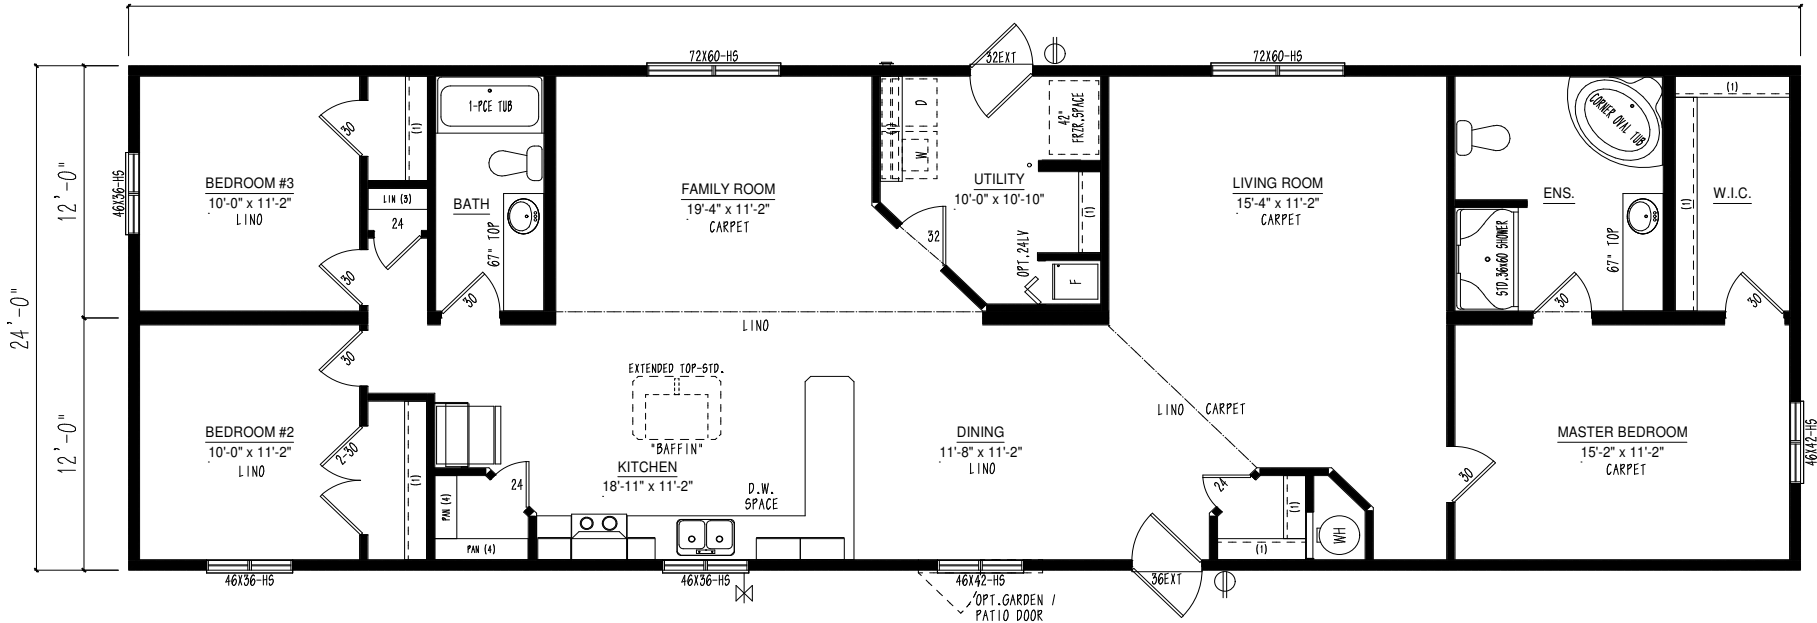 72X60-HS
32EXT
72X60-HS
24'-0"
12'-0"
12'-0"
46X36-HS
BEDROOM #3
10'-0" x 11'-2"
LINO
30
30
(1)
LIN (3)
24
1-PCE TUB
BATH
67" TOP
30
FAMILY ROOM
19'-4" x 11'-2"
CARPET
D
W
(1)
42"
FRZR.SPACE
UTILITY
10'-0" x 10'-10"
(1)
32
OPT.24LV
F
LIVING ROOM
15'-4" x 11'-2"
CARPET
CORNER OVAL TUB
ENS.
STD.36x60 SHOWER
67" TOP
30
(1)
(1)
W.I.C.
30
LINO
30
BEDROOM #2
10'-0" x 11'-2"
LINO
2-30
(1)
EXTENDED TOP-STD.
"BAFFIN"
KITCHEN
18'-11" x 11'-2"
D.W.
SPACE
24
PAN (4)
PAN (4)
DINING
11'-8" x 11'-2"
LINO
LINO
CARPET
24
(1)
(1)
WH
30
MASTER BEDROOM
15'-2" x 11'-2"
CARPET
46X42-HS
46X36-HS
46X36-HS
46X42-HS
36EXT
OPT.GARDEN /
PATIO DOOR